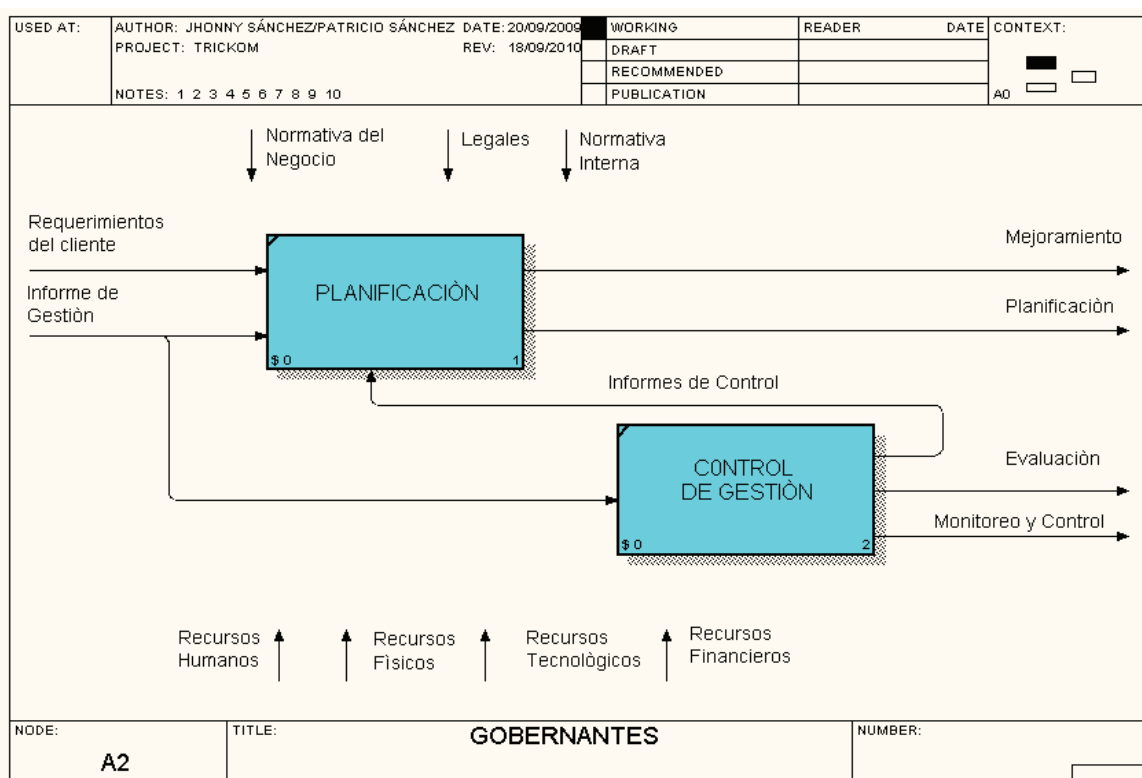 USED AT:
AUTHOR: JHONNY SÁNCHEZ/PATRICIO SÁNCHEZ DATE: 20/09/2009
PROJECT: TRICKOM REV: 18/09/2010
NOTES: 1 2 3 4 5 6 7 8 9 10
WORKING
DRAFT
RECOMMENDED
PUBLICATION
READER DATE
CONTEXT:
A0
Normativa del
Negocio
Legales
Normativa
Interna
Requerimientos
del cliente
Informe de
Gestiòn
PLANIFICACIÒN
$ 0 1
Mejoramiento
Planificaciòn
Informes de Control
C0NTROL
DE GESTIÒN
$ 0 2
Evaluaciòn
Monitoreo y Control
Recursos
Humanos
Recursos
Fìsicos
Recursos
Tecnològicos
Recursos
Financieros
NODE:
A2
TITLE:
GOBERNANTES
NUMBER: